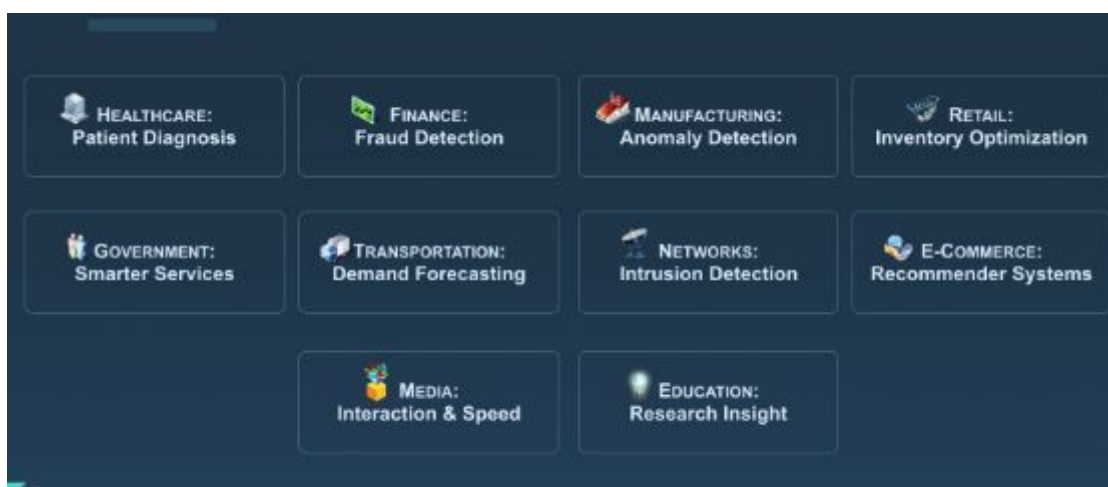 HEALTHCARE:
Patient Diagnosis
FINANCE:
Fraud Detection
MANUFACTURING:
Anomaly Detection
RETAIL:
Inventory Optimization
GOVERNMENT:
Smarter Services
TRANSPORTATION:
Demand Forecasting
NETWORKS:
Intrusion Detection
E-COMMERCE:
Recommender Systems
MEDIA:
Interaction & Speed
EDUCATION:
Research Insight